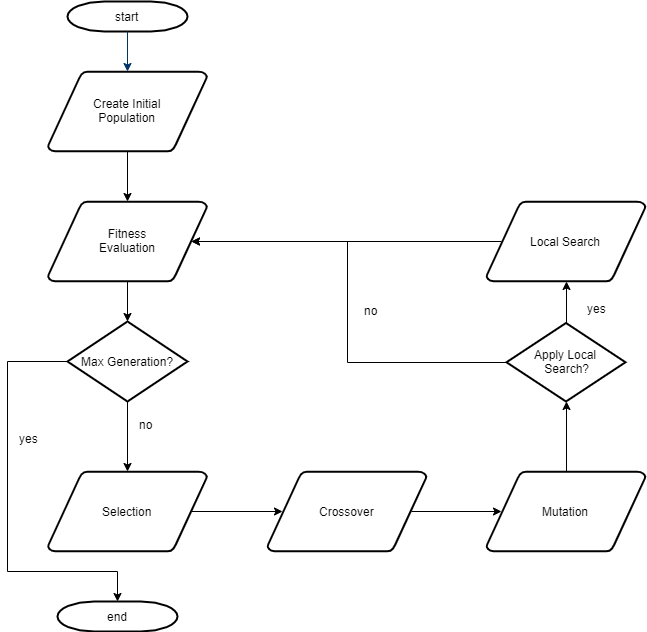 start
Create Initial
Population
Fitness
Evaluation
Local Search
no
yes
Max Generation?
Apply Local
Search?
no
yes
Selection
Crossover
Mutation
end